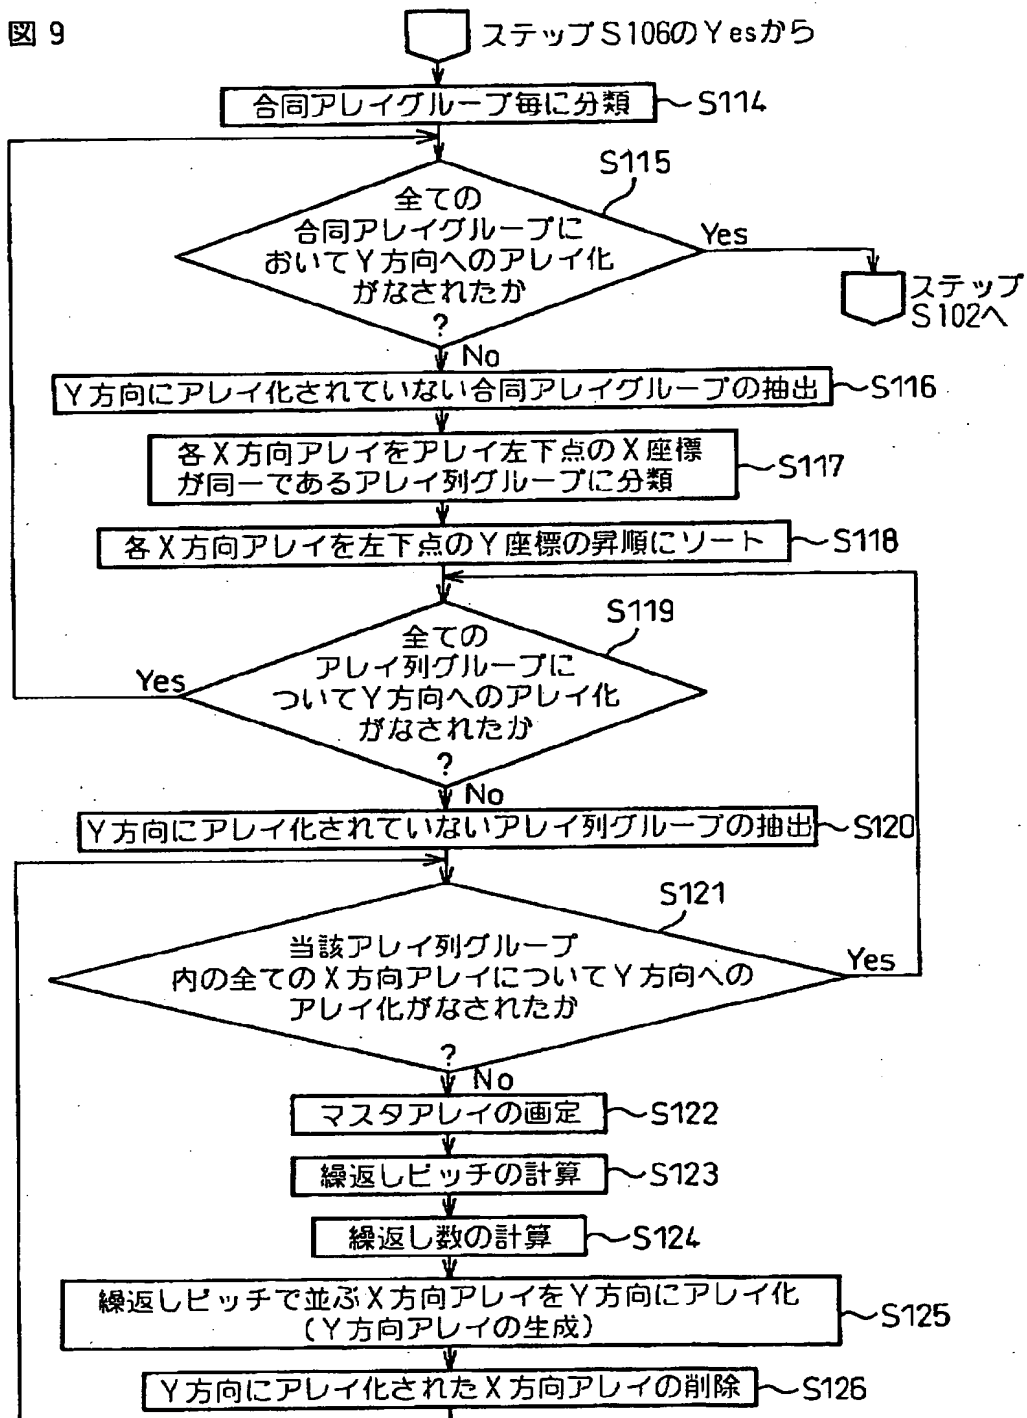 図 9
ステップS106のYesから
合同アレイグループ毎に分類
S114
S115
全ての
合同アレイグループに
おいてY方向へのアレイ化
がなされたか
?
Yes
ステップ
S102へ
No
Y方向にアレイ化されていない合同アレイグループの抽出
S116
各X方向アレイをアレイ左下点のX座標
が同一であるアレイ列グループに分類
S117
各X方向アレイを左下点のY座標の昇順にソート
S118
S119
全ての
アレイ列グループに
ついてY方向へのアレイ化
がなされたか
?
Yes
No
Y方向にアレイ化されていないアレイ列グループの抽出
S120
S121
当該アレイ列グループ
内の全てのX方向アレイについてY方向への
アレイ化がなされたか
?
Yes
No
マスタアレイの画定
S122
繰返しピッチの計算
S123
繰返し数の計算
S124
繰返しピッチで並ぶX方向アレイをY方向にアレイ化
(Y方向アレイの生成)
S125
Y方向にアレイ化されたX方向アレイの削除
S126